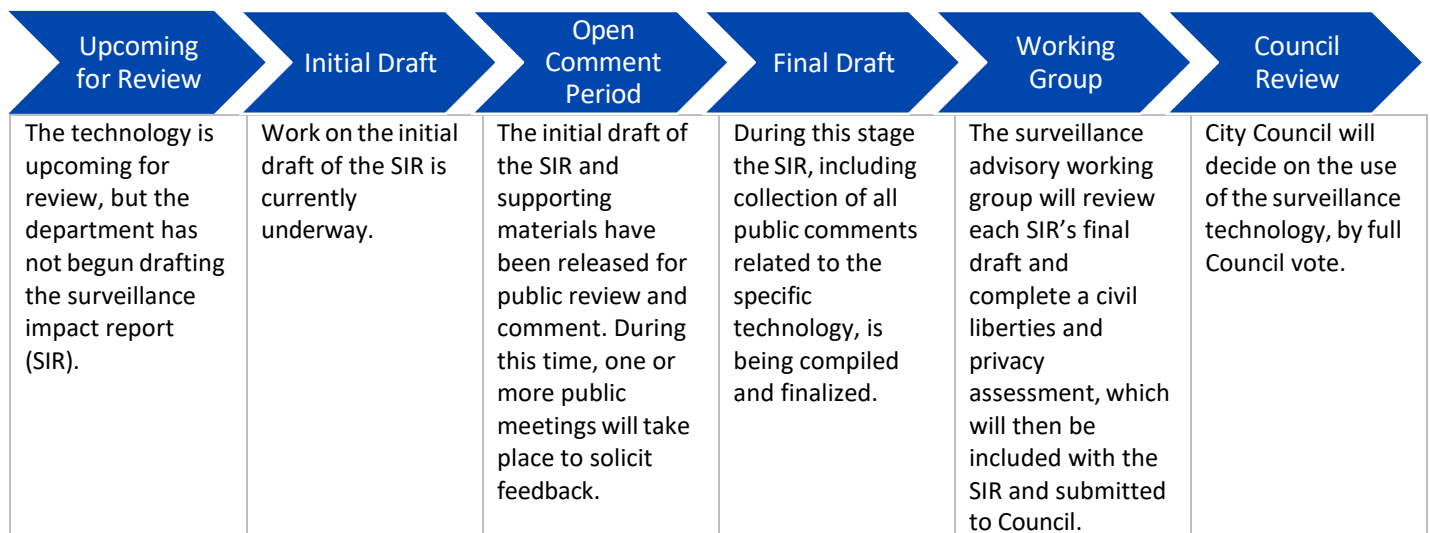 Upcoming
for Review
Initial Draft
Open
Comment
Period
Final Draft
Working
Group
Council
Review
The technology is
upcoming for
review, but the
department has
not begun drafting
the surveillance
impact report
(SIR).
Work on the initial
draft of the SIR is
currently
underway.
The initial draft of
the SIR and
supporting
materials have
been released for
public review and
comment. During
this time, one or
more public
meetings will take
place to solicit
feedback.
During this stage
the SIR, including
collection of all
public comments
related to the
specific
technology, is
being compiled
and finalized.
The surveillance
advisory working
group will review
each SIR’s final
draft and
complete a civil
liberties and
privacy
assessment, which
will then be
included with the
SIR and submitted
to Council.
City Council will
decide on the use
of the surveillance
technology, by full
Council vote.